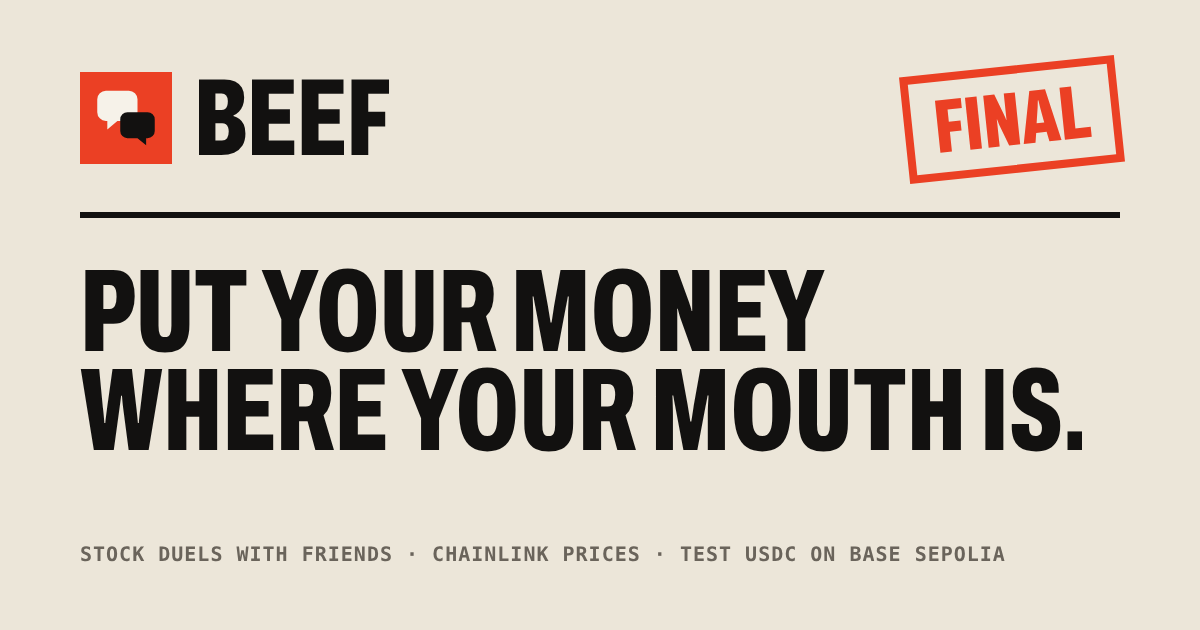 BEEF
FINAL
PUT YOUR MONEY
WHERE YOUR MOUTH IS.
STOCK DUELS WITH FRIENDS · CHAINLINK PRICES · TEST USDC ON BASE SEPOLIA